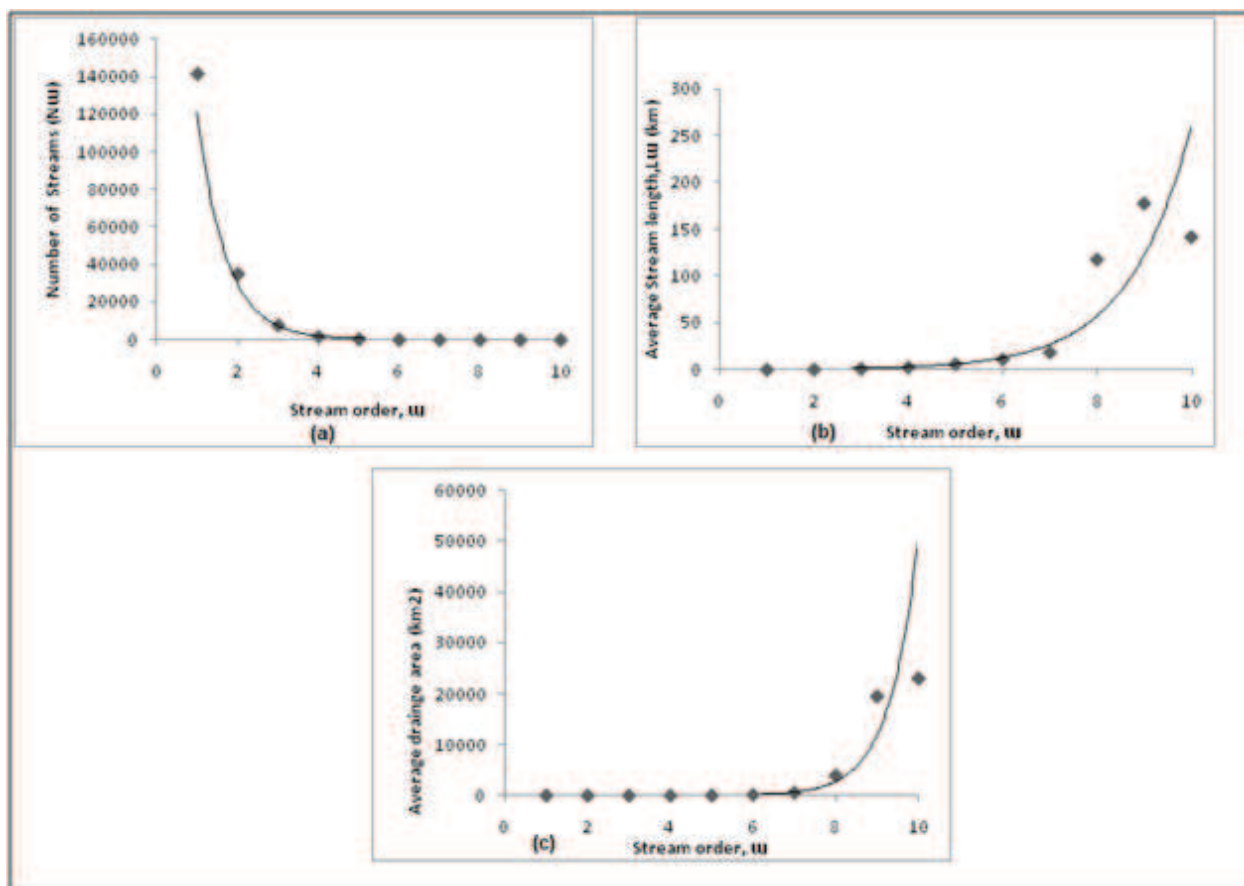 160000
140000
120000
100000
80000
60000
40000
20000
0
Number of Streams (Nɯ)
0 2 4 6 8 10
Stream order, ɯ
(a)
300
250
200
150
100
50
0
Average Stream length,Lɯ (km)
0 2 4 6 8 10
(b) Stream order, ɯ
60000
50000
40000
30000
20000
10000
0
Average drainge area (km2)
0 2 4 6 8 10
(c) Stream order, ɯ